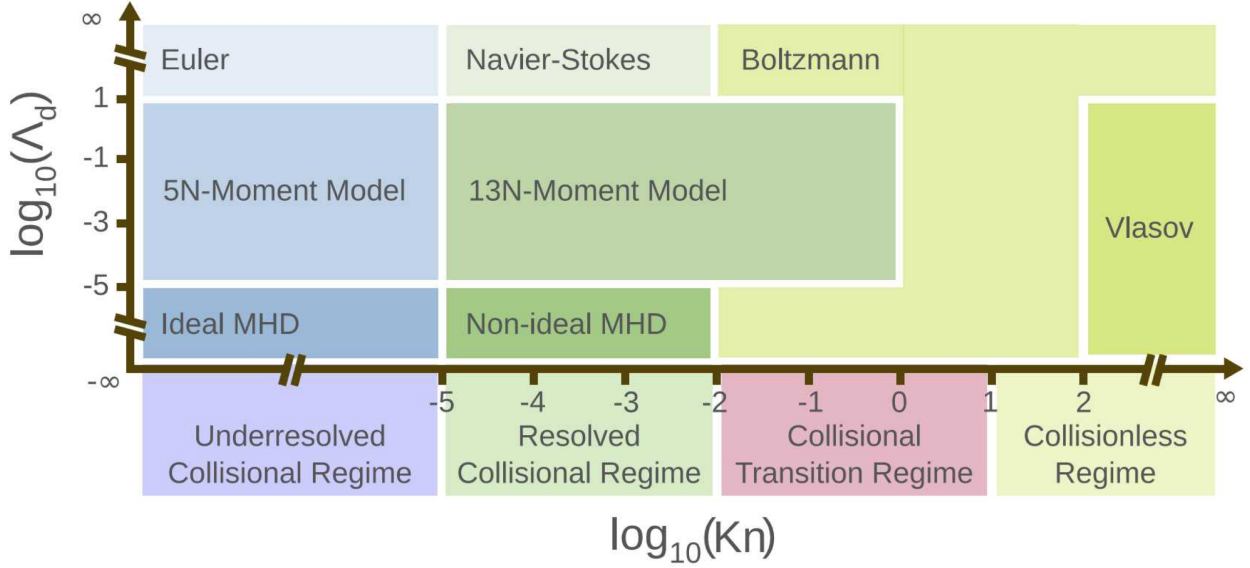 ∞
Euler
Navier-Stokes
Boltzmann
1
-1
-3
-5
log10(Λd)
5N-Moment Model
13N-Moment Model
Vlasov
Ideal MHD
Non-ideal MHD
-∞
-5
-4
-3
-2
-1
0
1
2
∞
Underresolved
Collisional Regime
Resolved
Collisional Regime
Collisional
Transition Regime
Collisionless
Regime
log10(Kn)